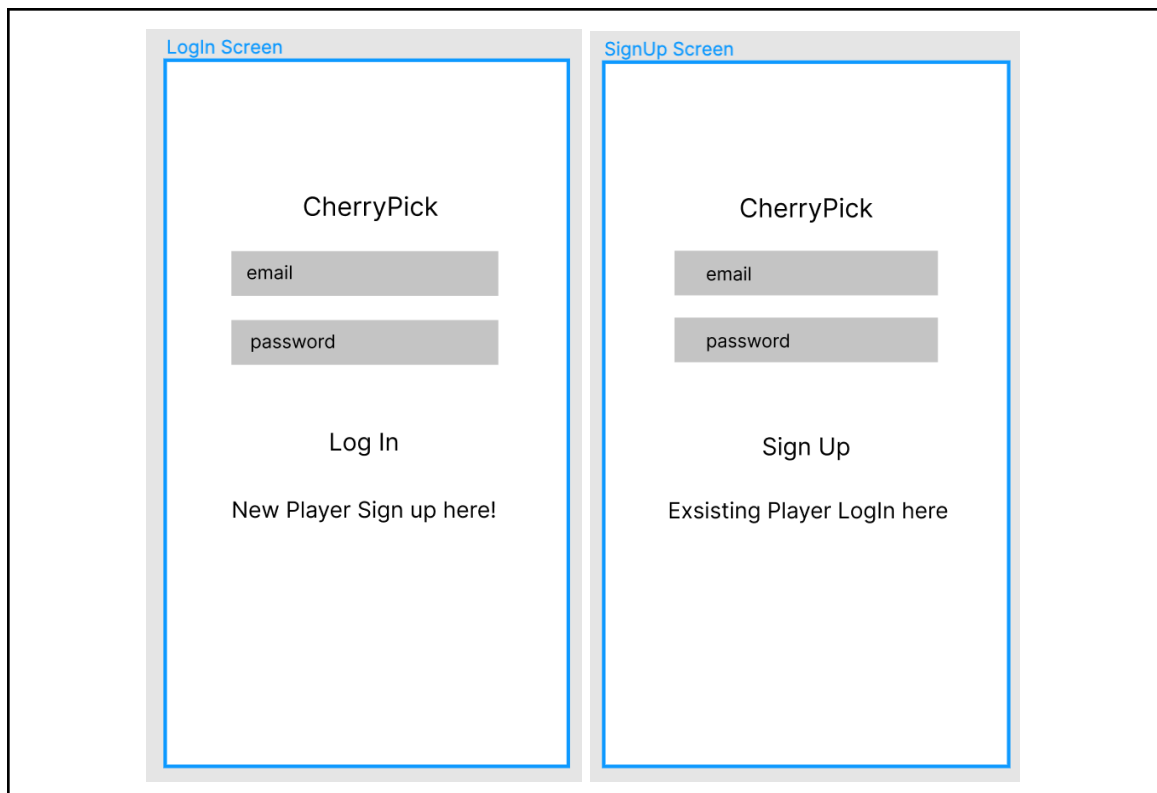 LogIn Screen
CherryPick
email
password
Log In
New Player Sign up here!
SignUp Screen
CherryPick
email
password
Sign Up
Exsisting Player LogIn here